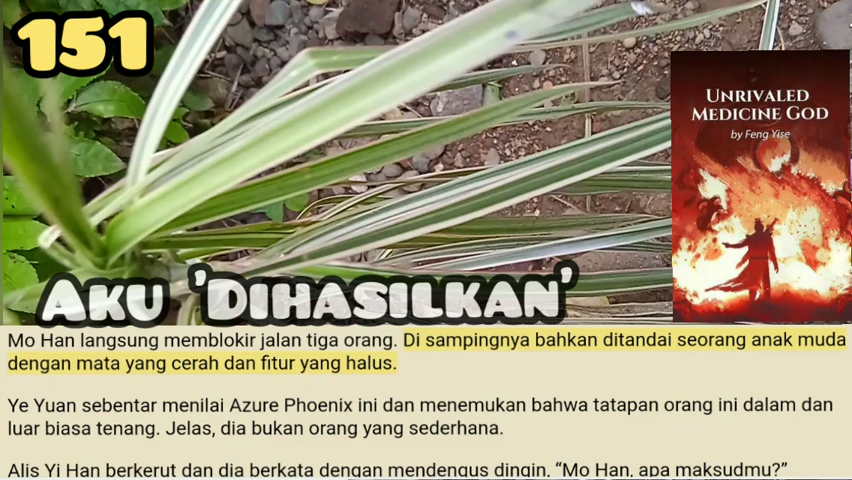 151
UNRIVALED
MEDICINE GOD
by Feng Yise
AKU 'DIHASILKAN'
Mo Han langsung memblokir jalan tiga orang. Di sampingnya bahkan ditandai seorang anak muda
dengan mata yang cerah dan fitur yang halus.
Ye Yuan sebentar menilai Azure Phoenix ini dan menemukan bahwa tatapan orang ini dalam dan
luar biasa tenang. Jelas, dia bukan orang yang sederhana.
Alis Yi Han berkerut dan dia berkata dengan mendengus dingin, “Mo Han, apa maksudmu?”